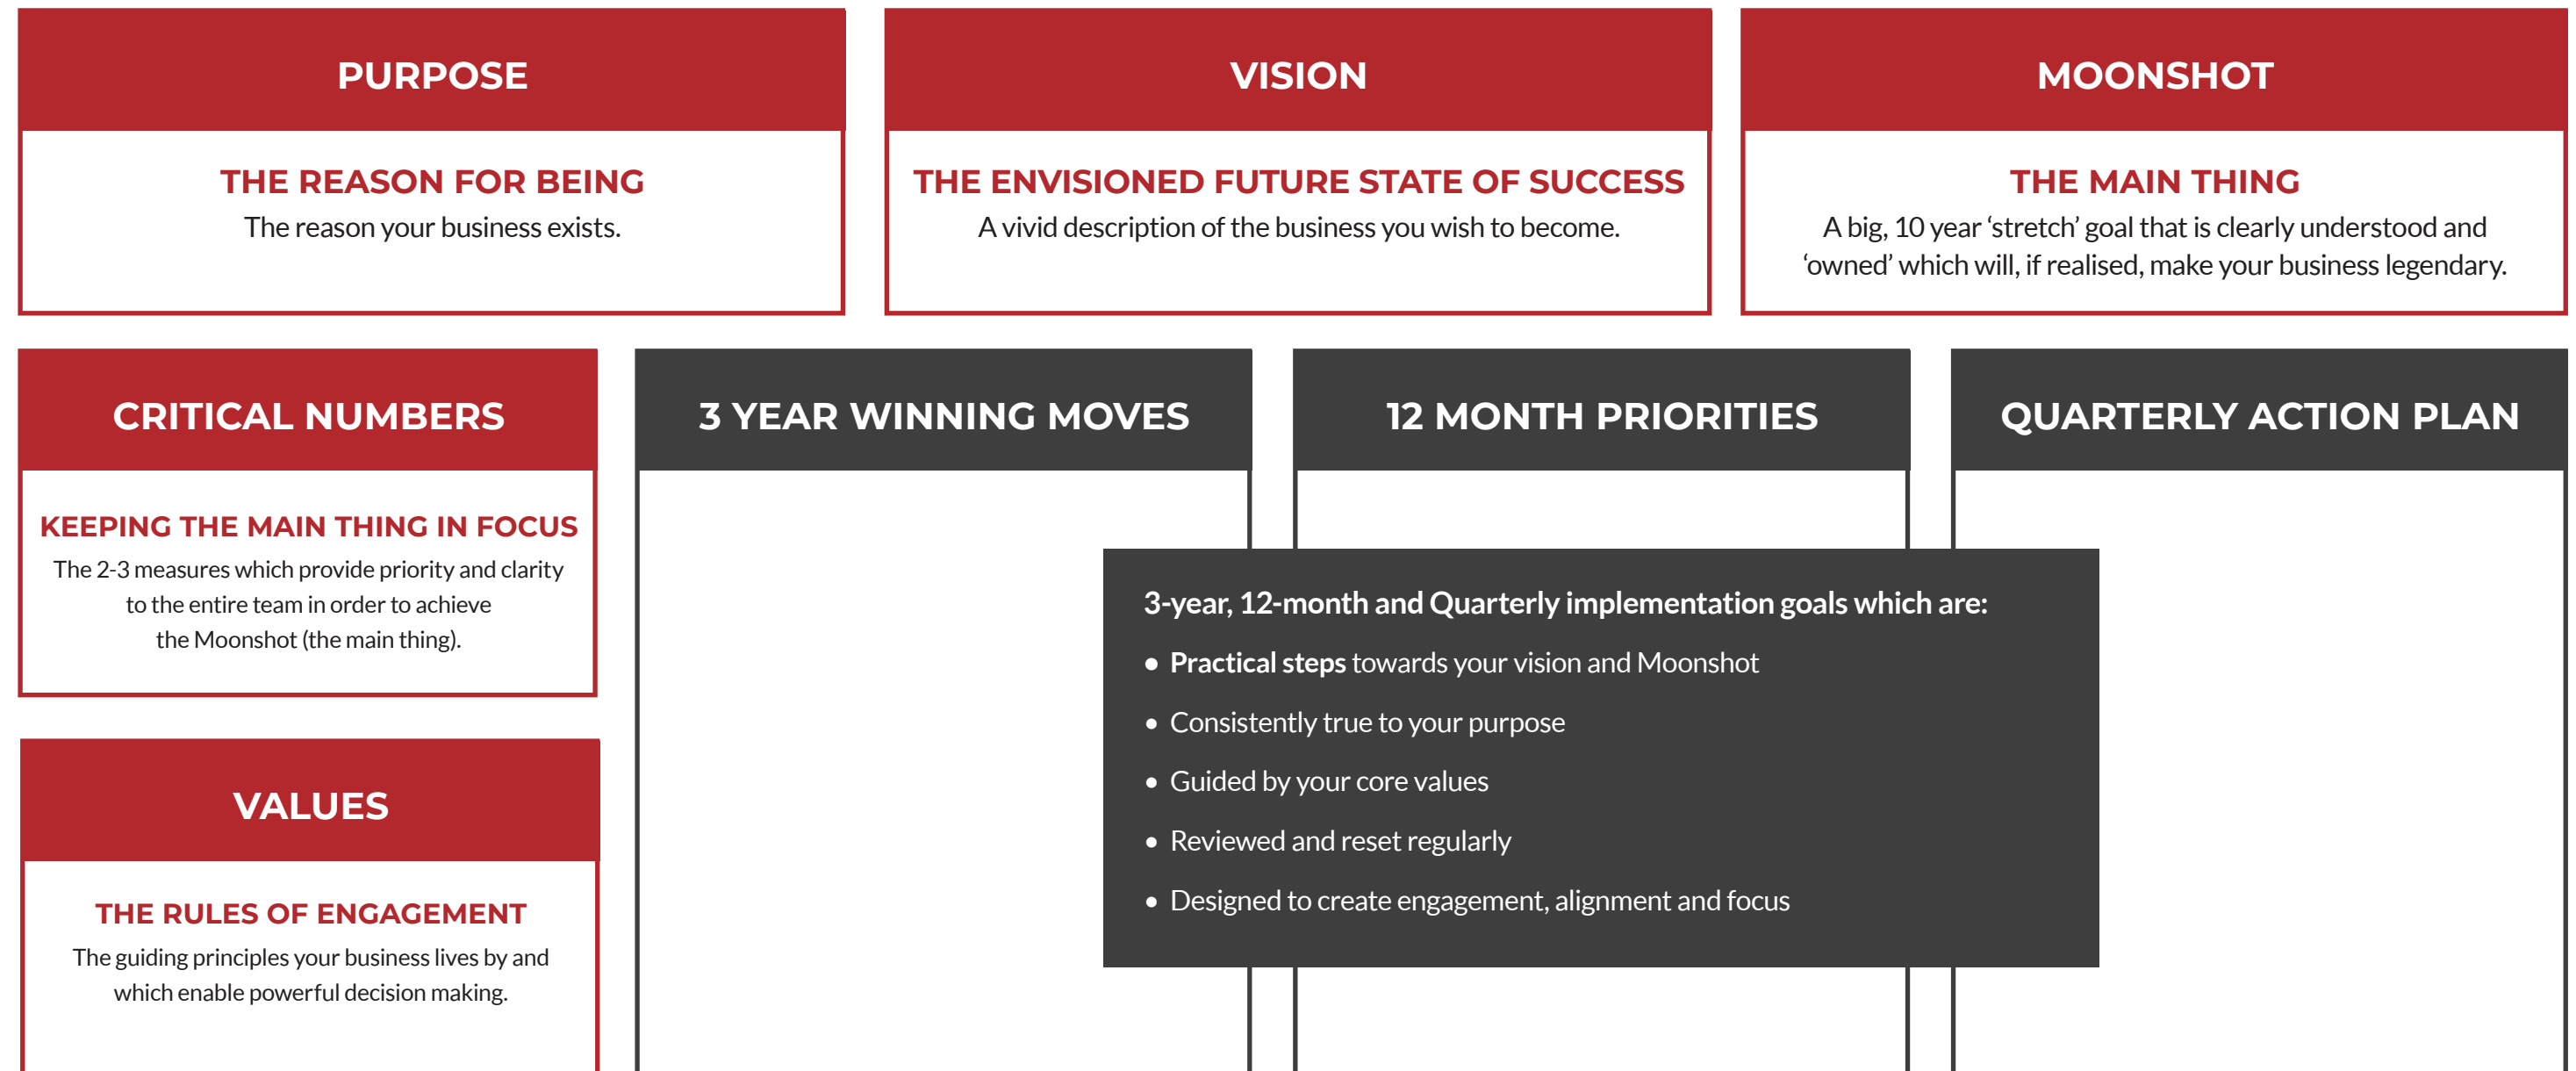 PURPOSE
THE REASON FOR BEING
The reason your business exists.
VISION
THE ENVISIONED FUTURE STATE OF SUCCESS
A vivid description of the business you wish to become.
MOONSHOT
THE MAIN THING
A big, 10 year ‘stretch’ goal that is clearly understood and
‘owned’ which will, if realised, make your business legendary.
CRITICAL NUMBERS
KEEPING THE MAIN THING IN FOCUS
The 2-3 measures which provide priority and clarity
to the entire team in order to achieve
the Moonshot (the main thing).
VALUES
THE RULES OF ENGAGEMENT
The guiding principles your business lives by and
which enable powerful decision making.
3 YEAR WINNING MOVES
12 MONTH PRIORITIES
QUARTERLY ACTION PLAN
3-year, 12-month and Quarterly implementation goals which are:
• Practical steps towards your vision and Moonshot
• Consistently true to your purpose
• Guided by your core values
• Reviewed and reset regularly
• Designed to create engagement, alignment and focus